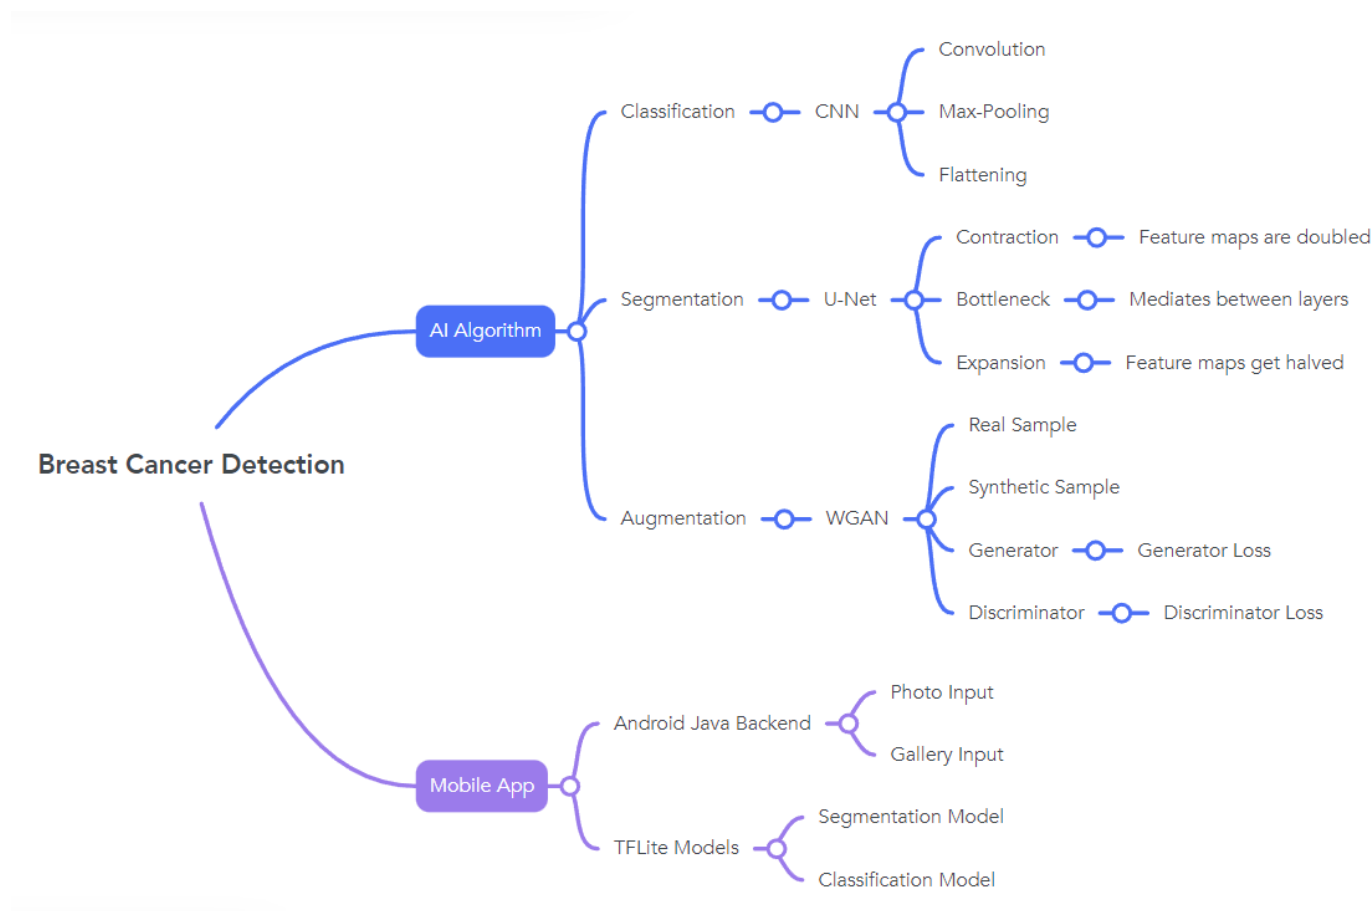 Breast Cancer Detection
AI Algorithm
Classification
CNN
Convolution
Max-Pooling
Flattening
Segmentation
U-Net
Contraction
Feature maps are doubled
Bottleneck
Mediates between layers
Expansion
Feature maps get halved
Augmentation
WGAN
Real Sample
Synthetic Sample
Generator
Generator Loss
Discriminator
Discriminator Loss
Mobile App
Android Java Backend
Photo Input
Gallery Input
TFLite Models
Segmentation Model
Classification Model